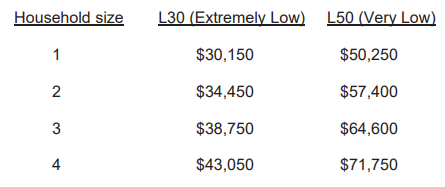 Household size L30 (Extremely Low) L50 (Very Low)
1 $30,150 $50,250
2 $34,450 $57,400
3 $38,750 $64,600
4 $43,050 $71,750